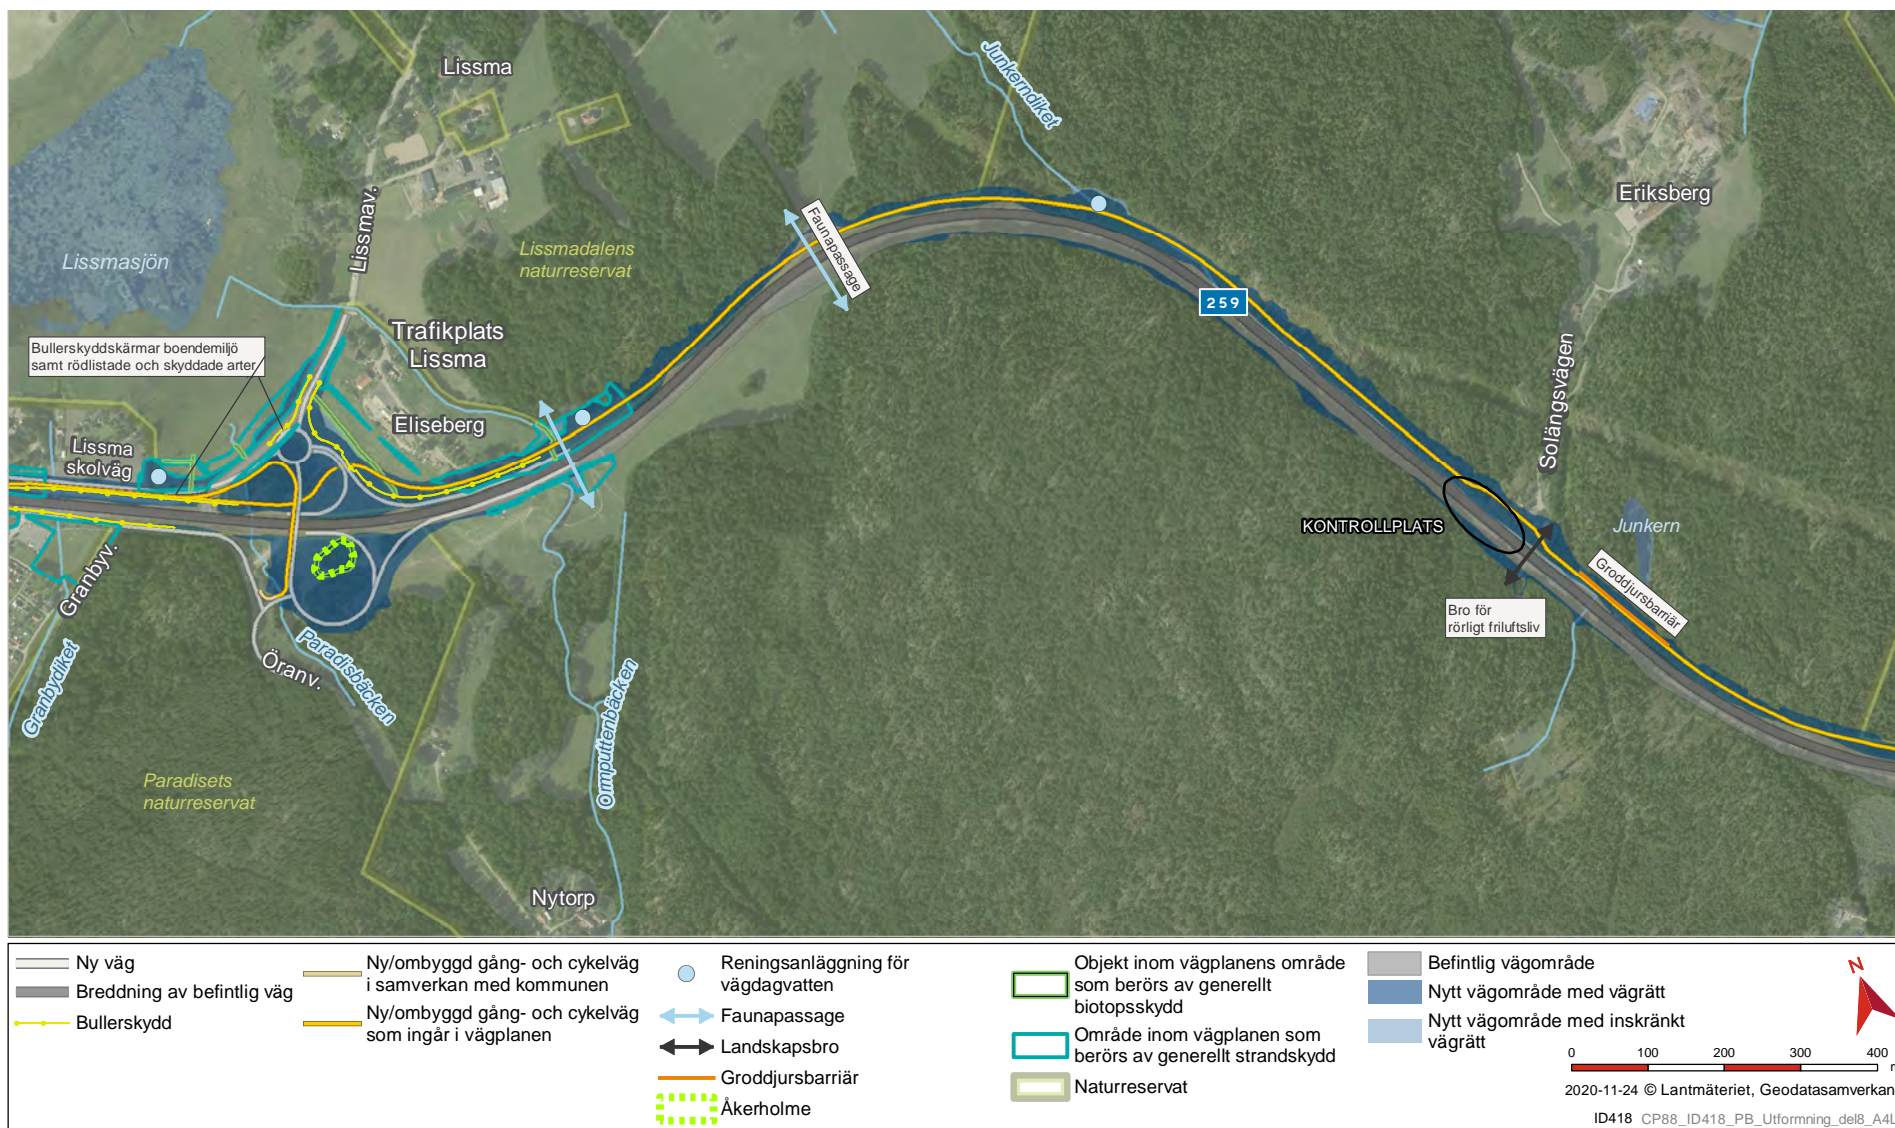 Lissma
Junkerndiket
Eriksberg
Lissmav.
Faunapassage
Lissmasjön
Lissmadalens
naturreservat
259
Trafikplats
Lissma
Bullerskyddskärmar boendemiljö
samt rödlistade och skyddade arter
Solängsvägen
Eliseberg
Lissma
skolväg
KONTROLLPLATS
Junkern
Granbyv.
Groddjursbarriär
Bro för
rörligt friluftsliv
Öranv.
Paradisbäcken
Granbydiket
Ormputtenbäcken
Paradisets
naturreservat
Nytorp
Ny väg
Breddning av befintlig väg
Bullerskydd
Ny/ombyggd gång- och cykelväg
i samverkan med kommunen
Ny/ombyggd gång- och cykelväg
som ingår i vägplanen
Reningsanläggning för
vägdagvatten
Faunapassage
Landskapsbro
Groddjursbarriär
Åkerholme
Objekt inom vägplanens område
som berörs av generellt
biotopsskydd
Område inom vägplanen som
berörs av generellt strandskydd
Naturreservat
Befintlig vägområde
Nytt vägområde med vägrätt
Nytt vägområde med inskränkt
vägrätt
N
0 100 200 300 400
2020-11-24 © Lantmäteriet, Geodatasamverkan
ID418 CP88_ID418_PB_Utformning_del8_A4L